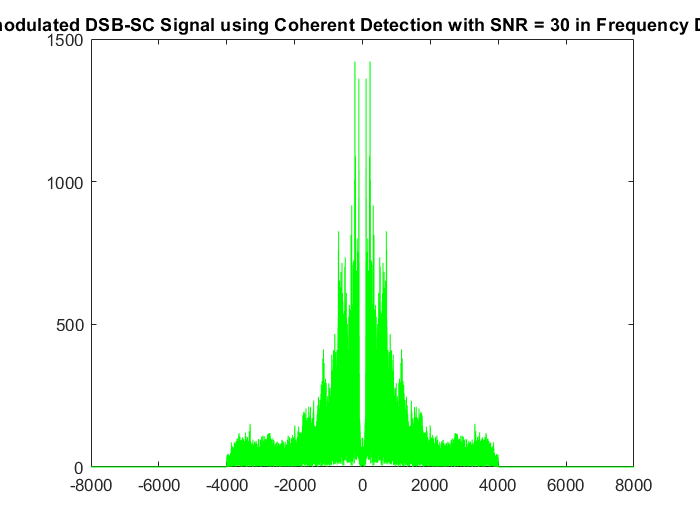 modulated DSB-SC Signal using Coherent Detection with SNR = 30 in Frequency D
1500
1000
500
0
-8000 -6000 -4000 -2000 0 2000 4000 6000 8000